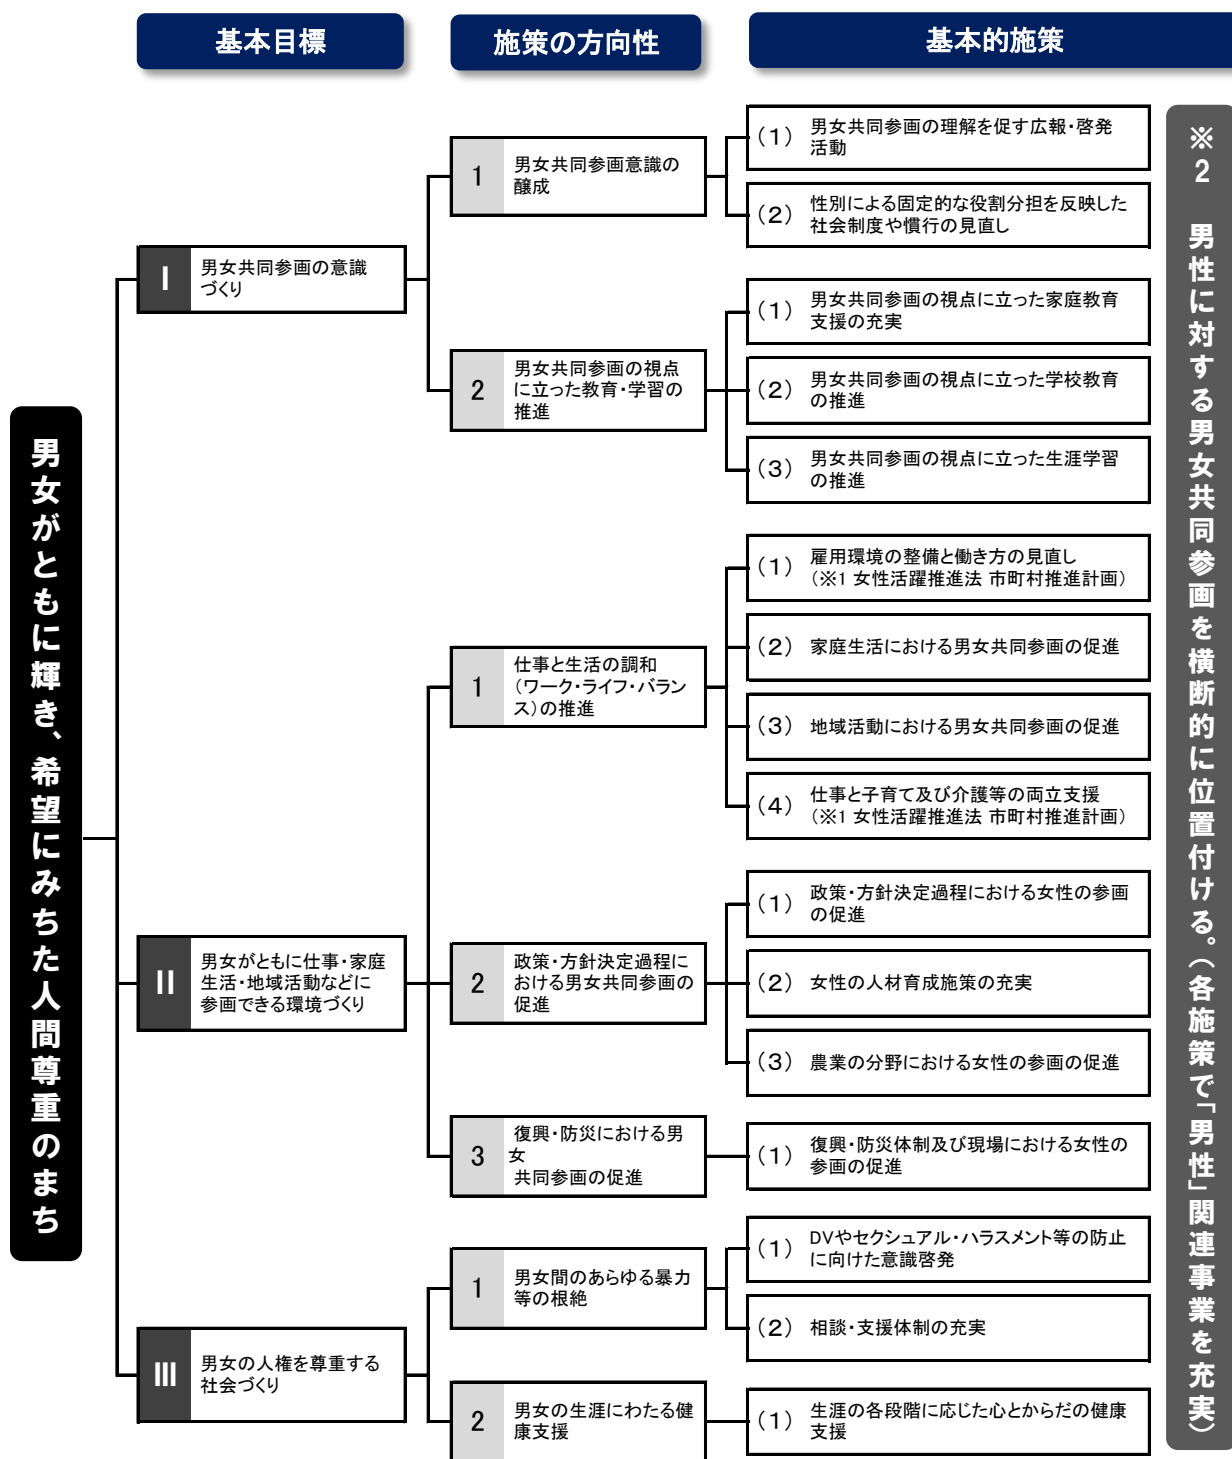 基本目標
施策の方向性
基本的施策
男女がともに輝き、希望にみちた人間尊重のまち
Ⅰ
男女共同参画の意識
づくり
1
男女共同参画意識の
醸成
(1)
男女共同参画の理解を促す広報・啓発
活動
(2)
性別による固定的な役割分担を反映した
社会制度や慣行の見直し
2
男女共同参画の視点
に立った教育・学習の
推進
(1)
男女共同参画の視点に立った家庭教育
支援の充実
(2)
男女共同参画の視点に立った学校教育
の推進
(3)
男女共同参画の視点に立った生涯学習
の推進
Ⅱ
男女がともに仕事・家庭
生活・地域活動などに
参画できる環境づくり
1
仕事と生活の調和
(ワーク・ライフ・バラン
ス)の推進
(1)
雇用環境の整備と働き方の見直し
(※1 女性活躍推進法 市町村推進計画)
(2)
家庭生活における男女共同参画の促進
(3)
地域活動における男女共同参画の促進
(4)
仕事と子育て及び介護等の両立支援
(※1 女性活躍推進法 市町村推進計画)
2
政策・方針決定過程に
おける男女共同参画の
促進
(1)
政策・方針決定過程における女性の参画
の促進
(2)
女性の人材育成施策の充実
(3)
農業の分野における女性の参画の促進
3
復興・防災における男
女
共同参画の促進
(1)
復興・防災体制及び現場における女性の
参画の促進
Ⅲ
男女の人権を尊重する
社会づくり
1
男女間のあらゆる暴力
等の根絶
(1)
DVやセクシュアル・ハラスメント等の防止
に向けた意識啓発
(2)
相談・支援体制の充実
2
男女の生涯にわたる健
康支援
(1)
生涯の各段階に応じた心とからだの健康
支援
※2 男性に対する男女共同参画を横断的に位置付ける。(各施策で「男性」関連事業を充実)